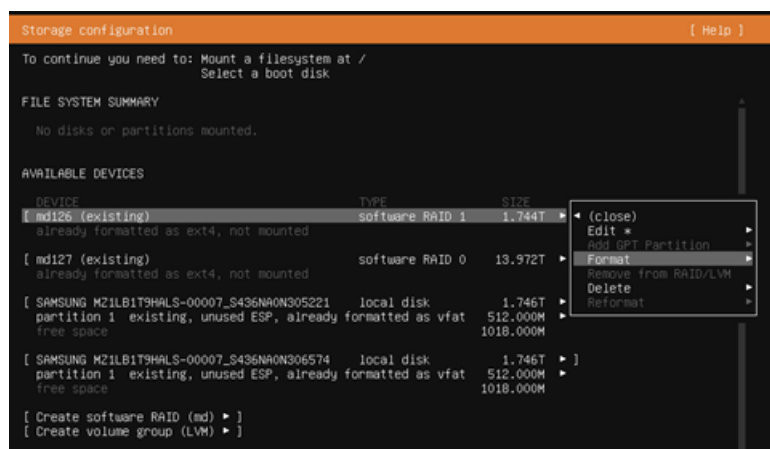 Storage configuration [ Help ]
To continue you need to: Mount a filesystem at /
Select a boot disk
FILE SYSTEM SUMMARY
No disks or partitions mounted.
AVAILABLE DEVICES
DEVICE TYPE SIZE
[ md126 (existing) software RAID 1 1.744T ▸
already formatted as ext4, not mounted
◂ (close)
Edit * ▸
Add GPT Partition ▸
Format ▸
Remove from RAID/LVM
Delete ▸
Reformat ▸
[ md127 (existing) software RAID 0 13.972T ▸
already formatted as ext4, not mounted
[ SAMSUNG MZ1LB1T9HALS-00007_S436NA0N305221 local disk 1.746T ▸
partition 1 existing, unused ESP, already formatted as vfat 512.000M ▸
free space 1018.000M
[ SAMSUNG MZ1LB1T9HALS-00007_S436NA0N306574 local disk 1.746T ▸ ]
partition 1 existing, unused ESP, already formatted as vfat 512.000M ▸
free space 1018.000M
[ Create software RAID (md) ▸ ]
[ Create volume group (LVM) ▸ ]